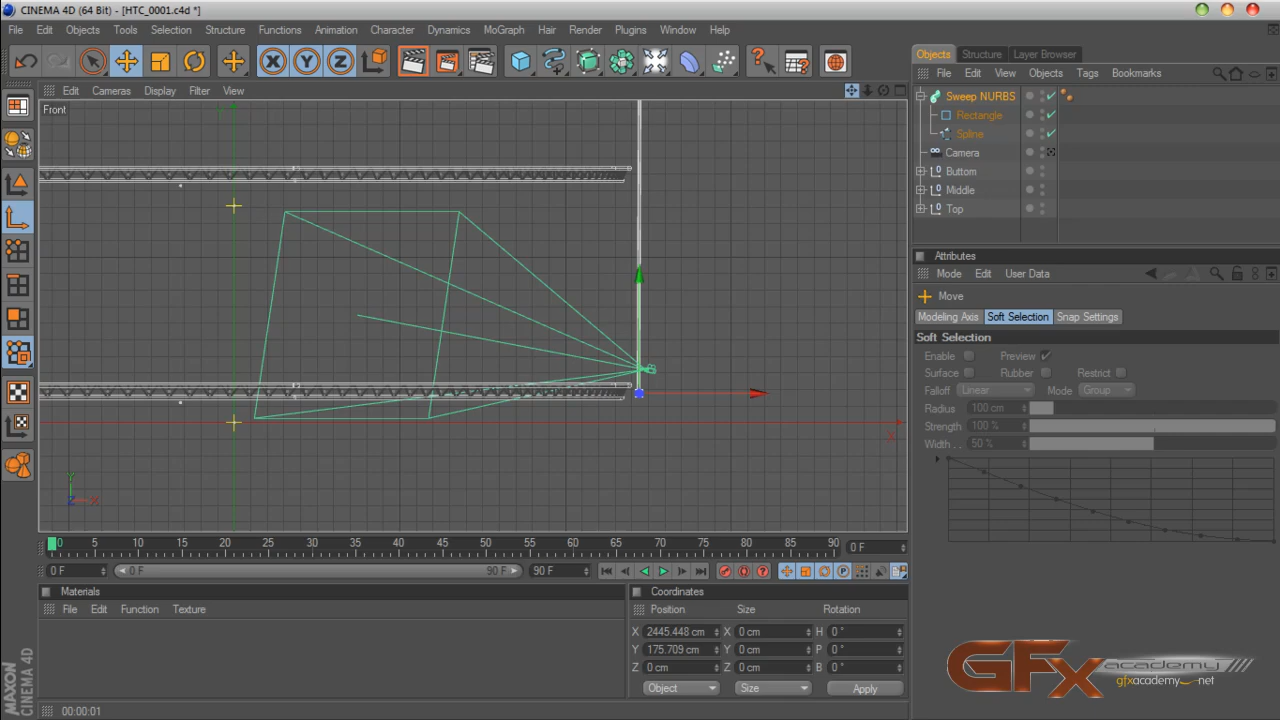 CINEMA 4D (64 Bit) - [HTC_0001.c4d *]
File Edit Objects Tools Selection Structure Functions Animation Character Dynamics MoGraph Hair Render Plugins Window Help
Objects Structure Layer Browser
File Edit View Objects Tags Bookmarks
Edit Cameras Display Filter View
Front
Sweep NURBS
Rectangle
Spline
Camera
Buttom
Middle
Top
Attributes
Mode Edit User Data
Move
Modeling Axis Soft Selection Snap Settings
Soft Selection
Enable Preview
Surface Rubber Restrict
Falloff Linear Mode Group
Radius 100 cm
Strength 100 %
Width . . 50 %
X
Y
Z X
0 5 10 15 20 25 30 35 40 45 50 55 60 65 70 75 80 85 90 0 F
0 F 0 F 90 F 90 F
Materials
File Edit Function Texture
Coordinates
Position Size Rotation
X 2445.448 cm X 0 cm H 0 °
Y 175.709 cm Y 0 cm P 0 °
Z 0 cm Z 0 cm B 0 °
Object Size Apply
MAXON
CINEMA 4D
00:00:01
GFx academy
gfxacademy.net